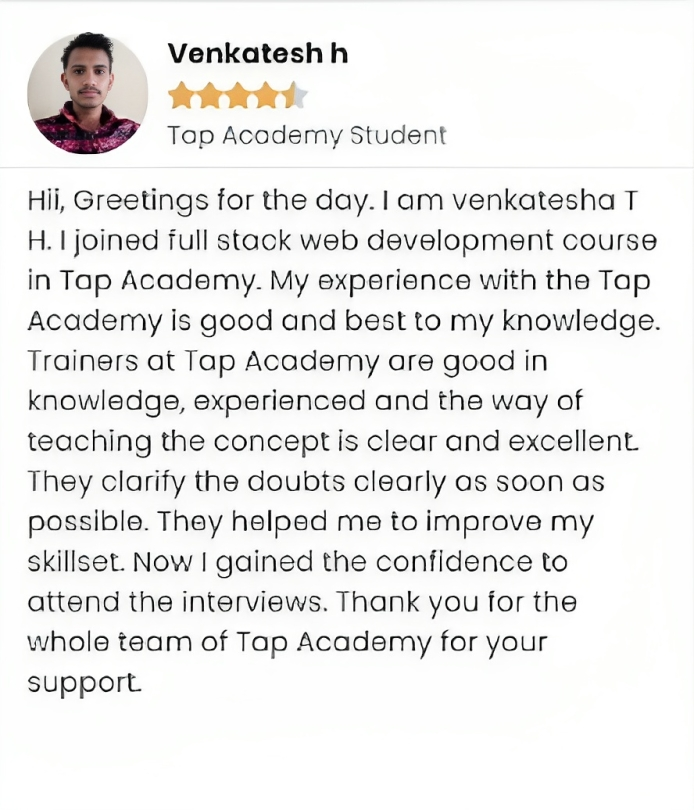 Venkatesh h
Tap Academy Student
Hii, Greetings for the day. I am venkatesha T
H. I joined full stack web development course
in Tap Academy. My experience with the Tap
Academy is good and best to my knowledge.
Trainers at Tap Academy are good in
knowledge, experienced and the way of
teaching the concept is clear and excellent.
They clarify the doubts clearly as soon as
possible. They helped me to improve my
skillset. Now I gained the confidence to
attend the interviews. Thank you for the
whole team of Tap Academy for your
support.